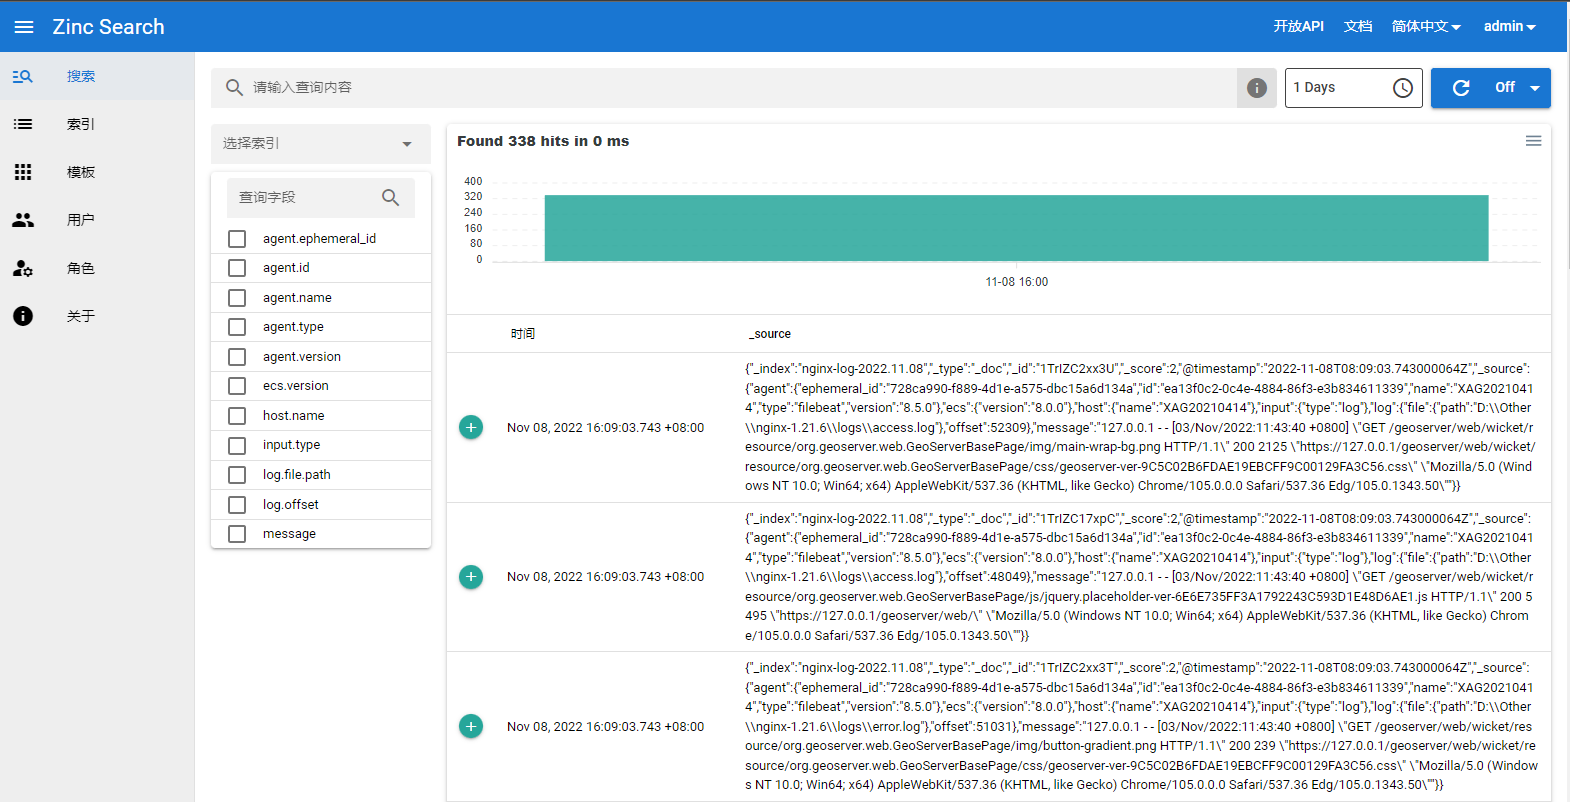 Zinc Search
开放API 文档 简体中文 admin
搜索
索引
模板
用户
角色
关于
请输入查询内容
1 Days
Off
选择索引
查询字段
agent.ephemeral_id
agent.id
agent.name
agent.type
agent.version
ecs.version
host.name
input.type
log.file.path
log.offset
message
Found 338 hits in 0 ms
400
320
240
160
80
0
11-08 16:00
时间 _source
Nov 08, 2022 16:09:03.743 +08:00
{"_index":"nginx-log-2022.11.08","_type":"_doc","_id":"1TrIZC2xx3U","_score":2,"@timestamp":"2022-11-08T08:09:03.743000064Z","_source":
{"agent":{"ephemeral_id":"728ca990-f889-4d1e-a575-dbc15a6d134a","id":"ea13f0c2-0c4e-4884-86f3-e3b834611339","name":"XAG2021041
4","type":"filebeat","version":"8.5.0"},"ecs":{"version":"8.0.0"},"host":{"name":"XAG20210414"},"input":{"type":"log"},"log":{"file":{"path":"D:\\Other
\\nginx-1.21.6\\logs\\access.log"},"offset":52309},"message":"127.0.0.1 - - [03/Nov/2022:11:43:40 +0800] \"GET /geoserver/web/wicket/r
esource/org.geoserver.web.GeoServerBasePage/img/main-wrap-bg.png HTTP/1.1\" 200 2125 \"https://127.0.0.1/geoserver/web/wicket/
resource/org.geoserver.web.GeoServerBasePage/css/geoserver-ver-9C5C02B6FDAE19EBCFF9C00129FA3C56.css\" \"Mozilla/5.0 (Wind
ows NT 10.0; Win64; x64) AppleWebKit/537.36 (KHTML, like Gecko) Chrome/105.0.0.0 Safari/537.36 Edg/105.0.1343.50\""}}
Nov 08, 2022 16:09:03.743 +08:00
{"_index":"nginx-log-2022.11.08","_type":"_doc","_id":"1TrIZC17xpC","_score":2,"@timestamp":"2022-11-08T08:09:03.743000064Z","_source":
{"agent":{"ephemeral_id":"728ca990-f889-4d1e-a575-dbc15a6d134a","id":"ea13f0c2-0c4e-4884-86f3-e3b834611339","name":"XAG2021041
4","type":"filebeat","version":"8.5.0"},"ecs":{"version":"8.0.0"},"host":{"name":"XAG20210414"},"input":{"type":"log"},"log":{"file":{"path":"D:\\Other
\\nginx-1.21.6\\logs\\access.log"},"offset":48049},"message":"127.0.0.1 - - [03/Nov/2022:11:43:40 +0800] \"GET /geoserver/web/wicket/r
esource/org.geoserver.web.GeoServerBasePage/js/jquery.placeholder-ver-6E6E735FF3A1792243C593D1E48D6AE1.js HTTP/1.1\" 200 5
495 \"https://127.0.0.1/geoserver/web/\" \"Mozilla/5.0 (Windows NT 10.0; Win64; x64) AppleWebKit/537.36 (KHTML, like Gecko) Chrom
e/105.0.0.0 Safari/537.36 Edg/105.0.1343.50\""}}
Nov 08, 2022 16:09:03.743 +08:00
{"_index":"nginx-log-2022.11.08","_type":"_doc","_id":"1TrIZC2xx3T","_score":2,"@timestamp":"2022-11-08T08:09:03.743000064Z","_source":
{"agent":{"ephemeral_id":"728ca990-f889-4d1e-a575-dbc15a6d134a","id":"ea13f0c2-0c4e-4884-86f3-e3b834611339","name":"XAG2021041
4","type":"filebeat","version":"8.5.0"},"ecs":{"version":"8.0.0"},"host":{"name":"XAG20210414"},"input":{"type":"log"},"log":{"file":{"path":"D:\\Other
\\nginx-1.21.6\\logs\\error.log"},"offset":51031},"message":"127.0.0.1 - - [03/Nov/2022:11:43:40 +0800] \"GET /geoserver/web/wicket/res
ource/org.geoserver.web.GeoServerBasePage/img/button-gradient.png HTTP/1.1\" 200 239 \"https://127.0.0.1/geoserver/web/wicket/re
source/org.geoserver.web.GeoServerBasePage/css/geoserver-ver-9C5C02B6FDAE19EBCFF9C00129FA3C56.css\" \"Mozilla/5.0 (Window
s NT 10.0; Win64; x64) AppleWebKit/537.36 (KHTML, like Gecko) Chrome/105.0.0.0 Safari/537.36 Edg/105.0.1343.50\""}}